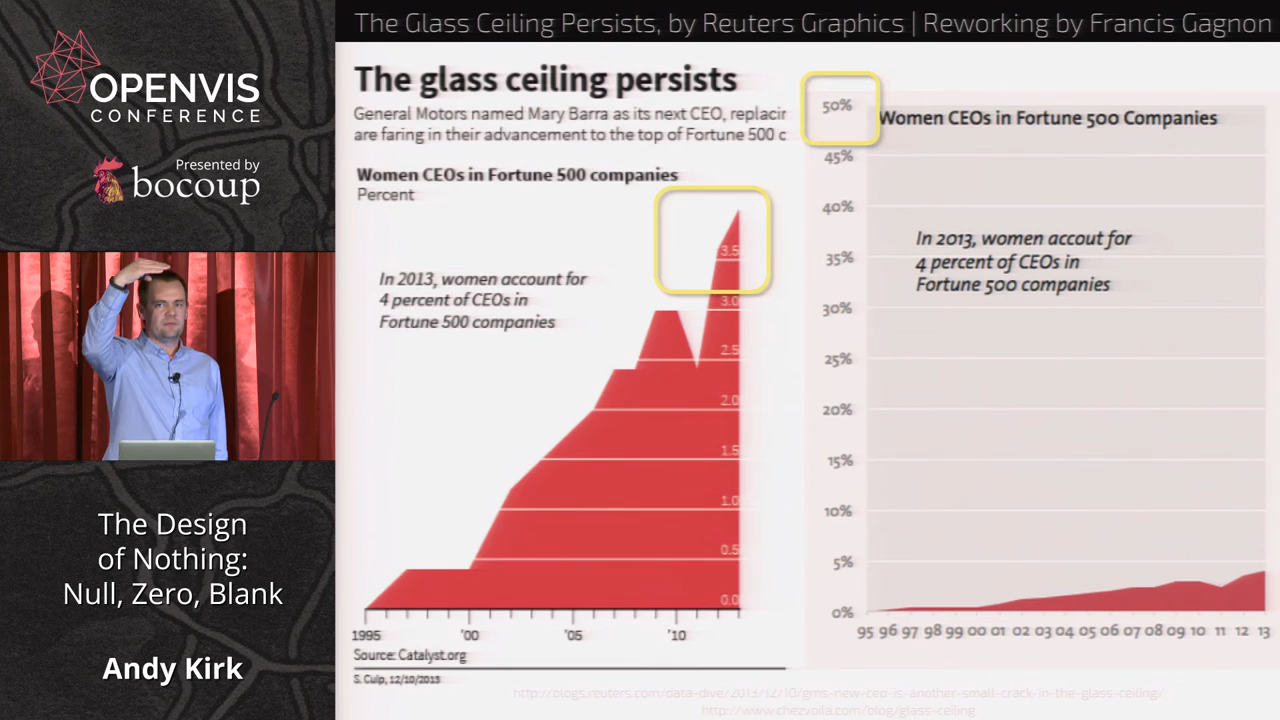 The Glass Ceiling Persists, by Reuters Graphics | Reworking by Francis Gagnon
OPENVIS
CONFERENCE
Presented by
bocoup
The Design
of Nothing:
Null, Zero, Blank
Andy Kirk
The glass ceiling persists
General Motors named Mary Barra as its next CEO, replacin
are faring in their advancement to the top of Fortune 500 c
Women CEOs in Fortune 500 companies
Percent
In 2013, women account for
4 percent of CEOs in
Fortune 500 companies
3.5
3.0
2.5
2.0
1.5
1.0
0.5
0.0
1995 '00 '05 '10
Source: Catalyst.org
S. Culp, 12/10/2013
50%
Women CEOs in Fortune 500 Companies
45%
40%
In 2013, women accout for
4 percent of CEOs in
Fortune 500 companies
35%
30%
25%
20%
15%
10%
5%
0%
95 96 97 98 99 00 01 02 03 04 05 06 07 08 09 10 11 12 13
http://blogs.reuters.com/data-dive/2013/12/10/gms-new-ceo-is-another-small-crack-in-the-glass-ceiling/
http://www.chezvoila.com/blog/glass-ceiling